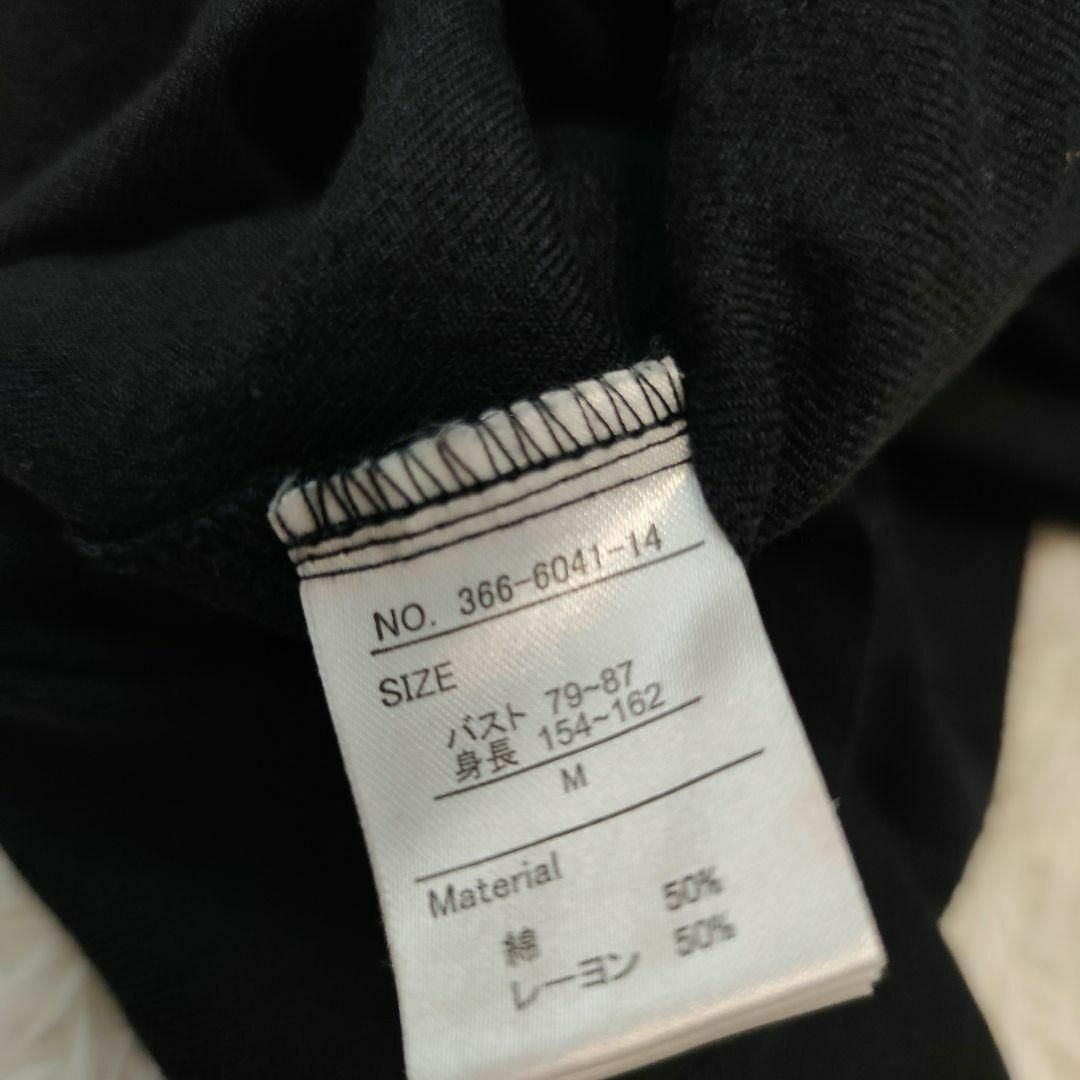 NO. 366-6041-14
SIZE
バスト 79~87
身長 154~162
M
Material
綿 50%
レーヨン 50%